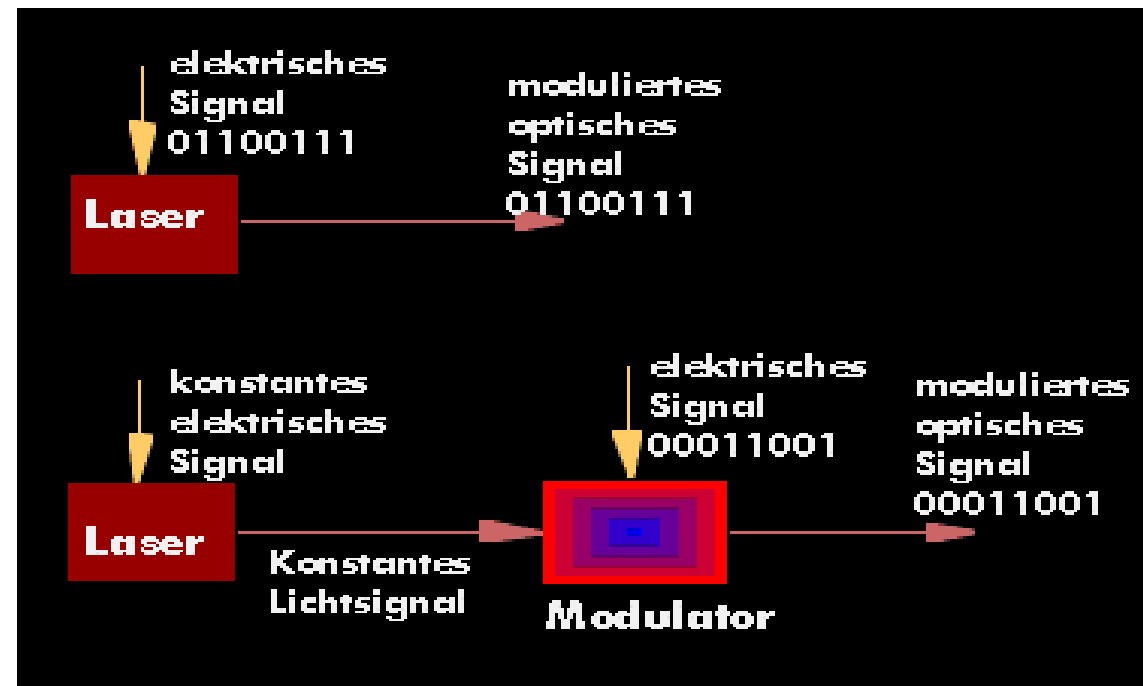 elektrisches
Signal
01100111
Laser
moduliertes
optisches
Signal
01100111
konstantes
elektrisches
Signal
Laser
Konstantes
Lichtsignal
elektrisches
Signal
00011001
Modulator
moduliertes
optisches
Signal
00011001